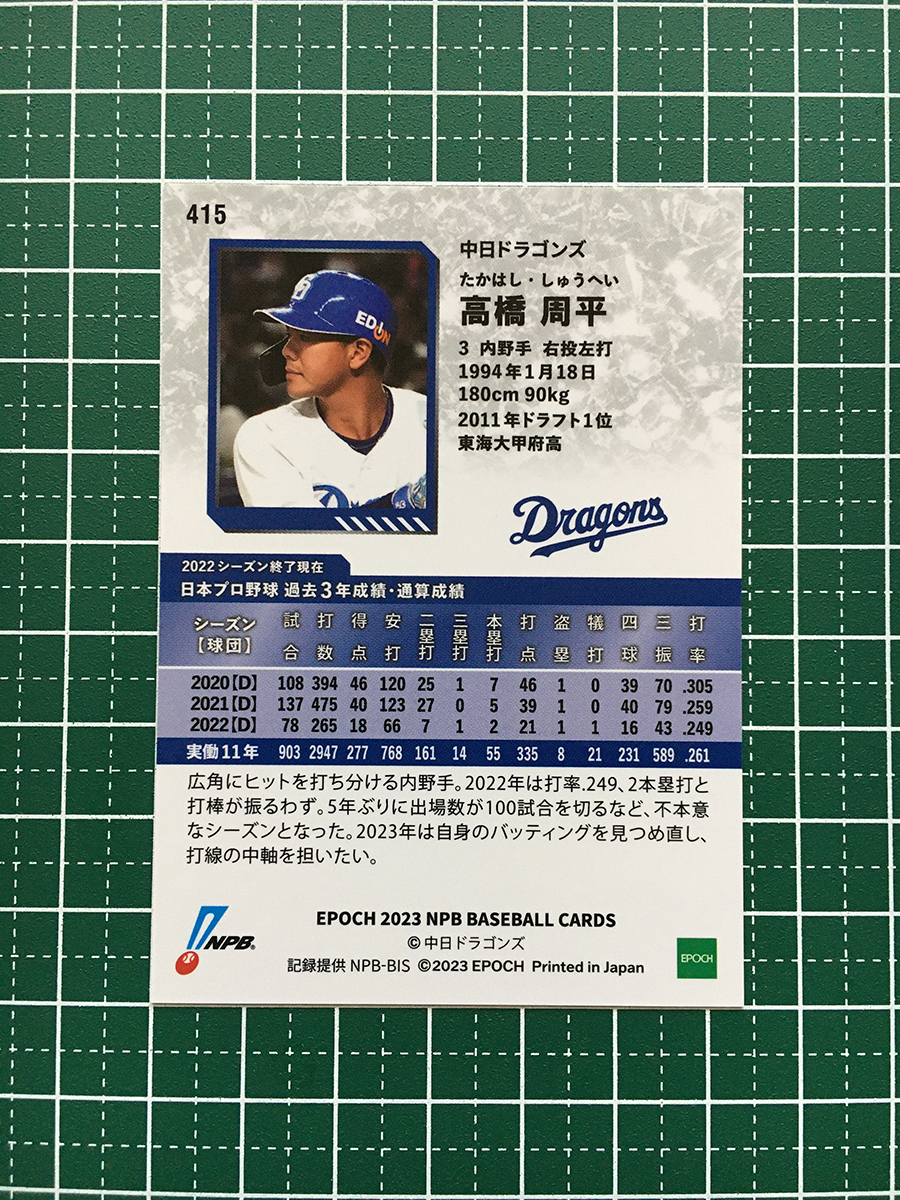 415
EDION
中日ドラゴンズ
たかはし・しゅうへい
高橋 周平
3 内野手 右投左打
1994年1月18日
180cm 90kg
2011年ドラフト1位
東海大甲府高
Dragons
2022シーズン終了現在
日本プロ野球 過去3年成績・通算成績
シーズン【球団】 試合 打数 得点 安打 二塁打 三塁打 本塁打 打点 盗塁 犠打 四球 三振 打率
2020【D】 108 394 46 120 25 1 7 46 1 0 39 70 .305
2021【D】 137 475 40 123 27 0 5 39 1 0 40 79 .259
2022【D】 78 265 18 66 7 1 2 21 1 1 16 43 .249
実働11年 903 2947 277 768 161 14 55 335 8 21 231 589 .261
広角にヒットを打ち分ける内野手。2022年は打率.249、2本塁打と
打棒が振るわず。5年ぶりに出場数が100試合を切るなど、不本意
なシーズンとなった。2023年は自身のバッティングを見つめ直し、
打線の中軸を担いたい。
NPB®
EPOCH 2023 NPB BASEBALL CARDS
© 中日ドラゴンズ
記録提供 NPB-BIS ©2023 EPOCH Printed in Japan
EPOCH